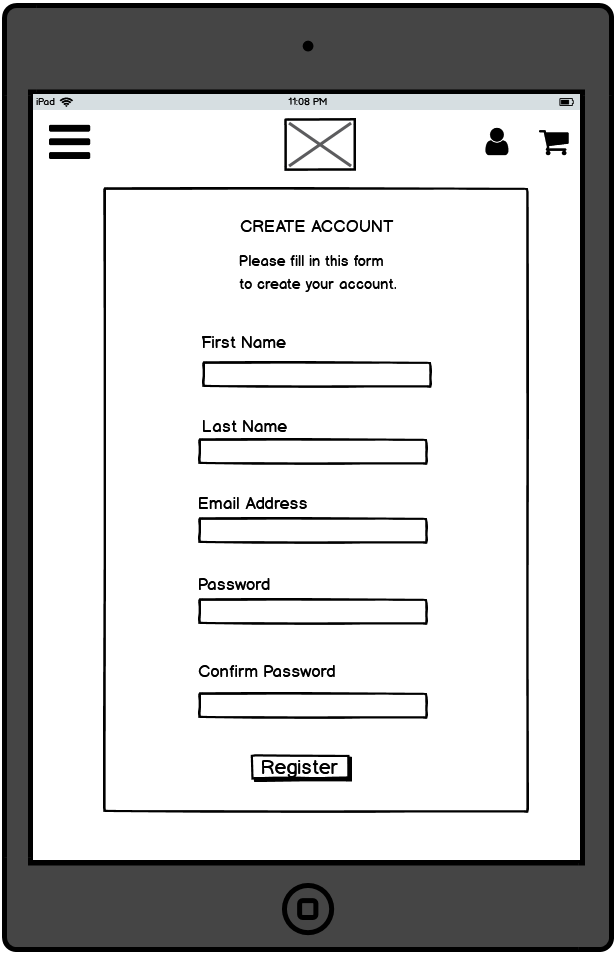 iPad
11:08 PM
CREATE ACCOUNT
Please fill in this form
to create your account.
First Name
Last Name
Email Address
Password
Confirm Password
Register